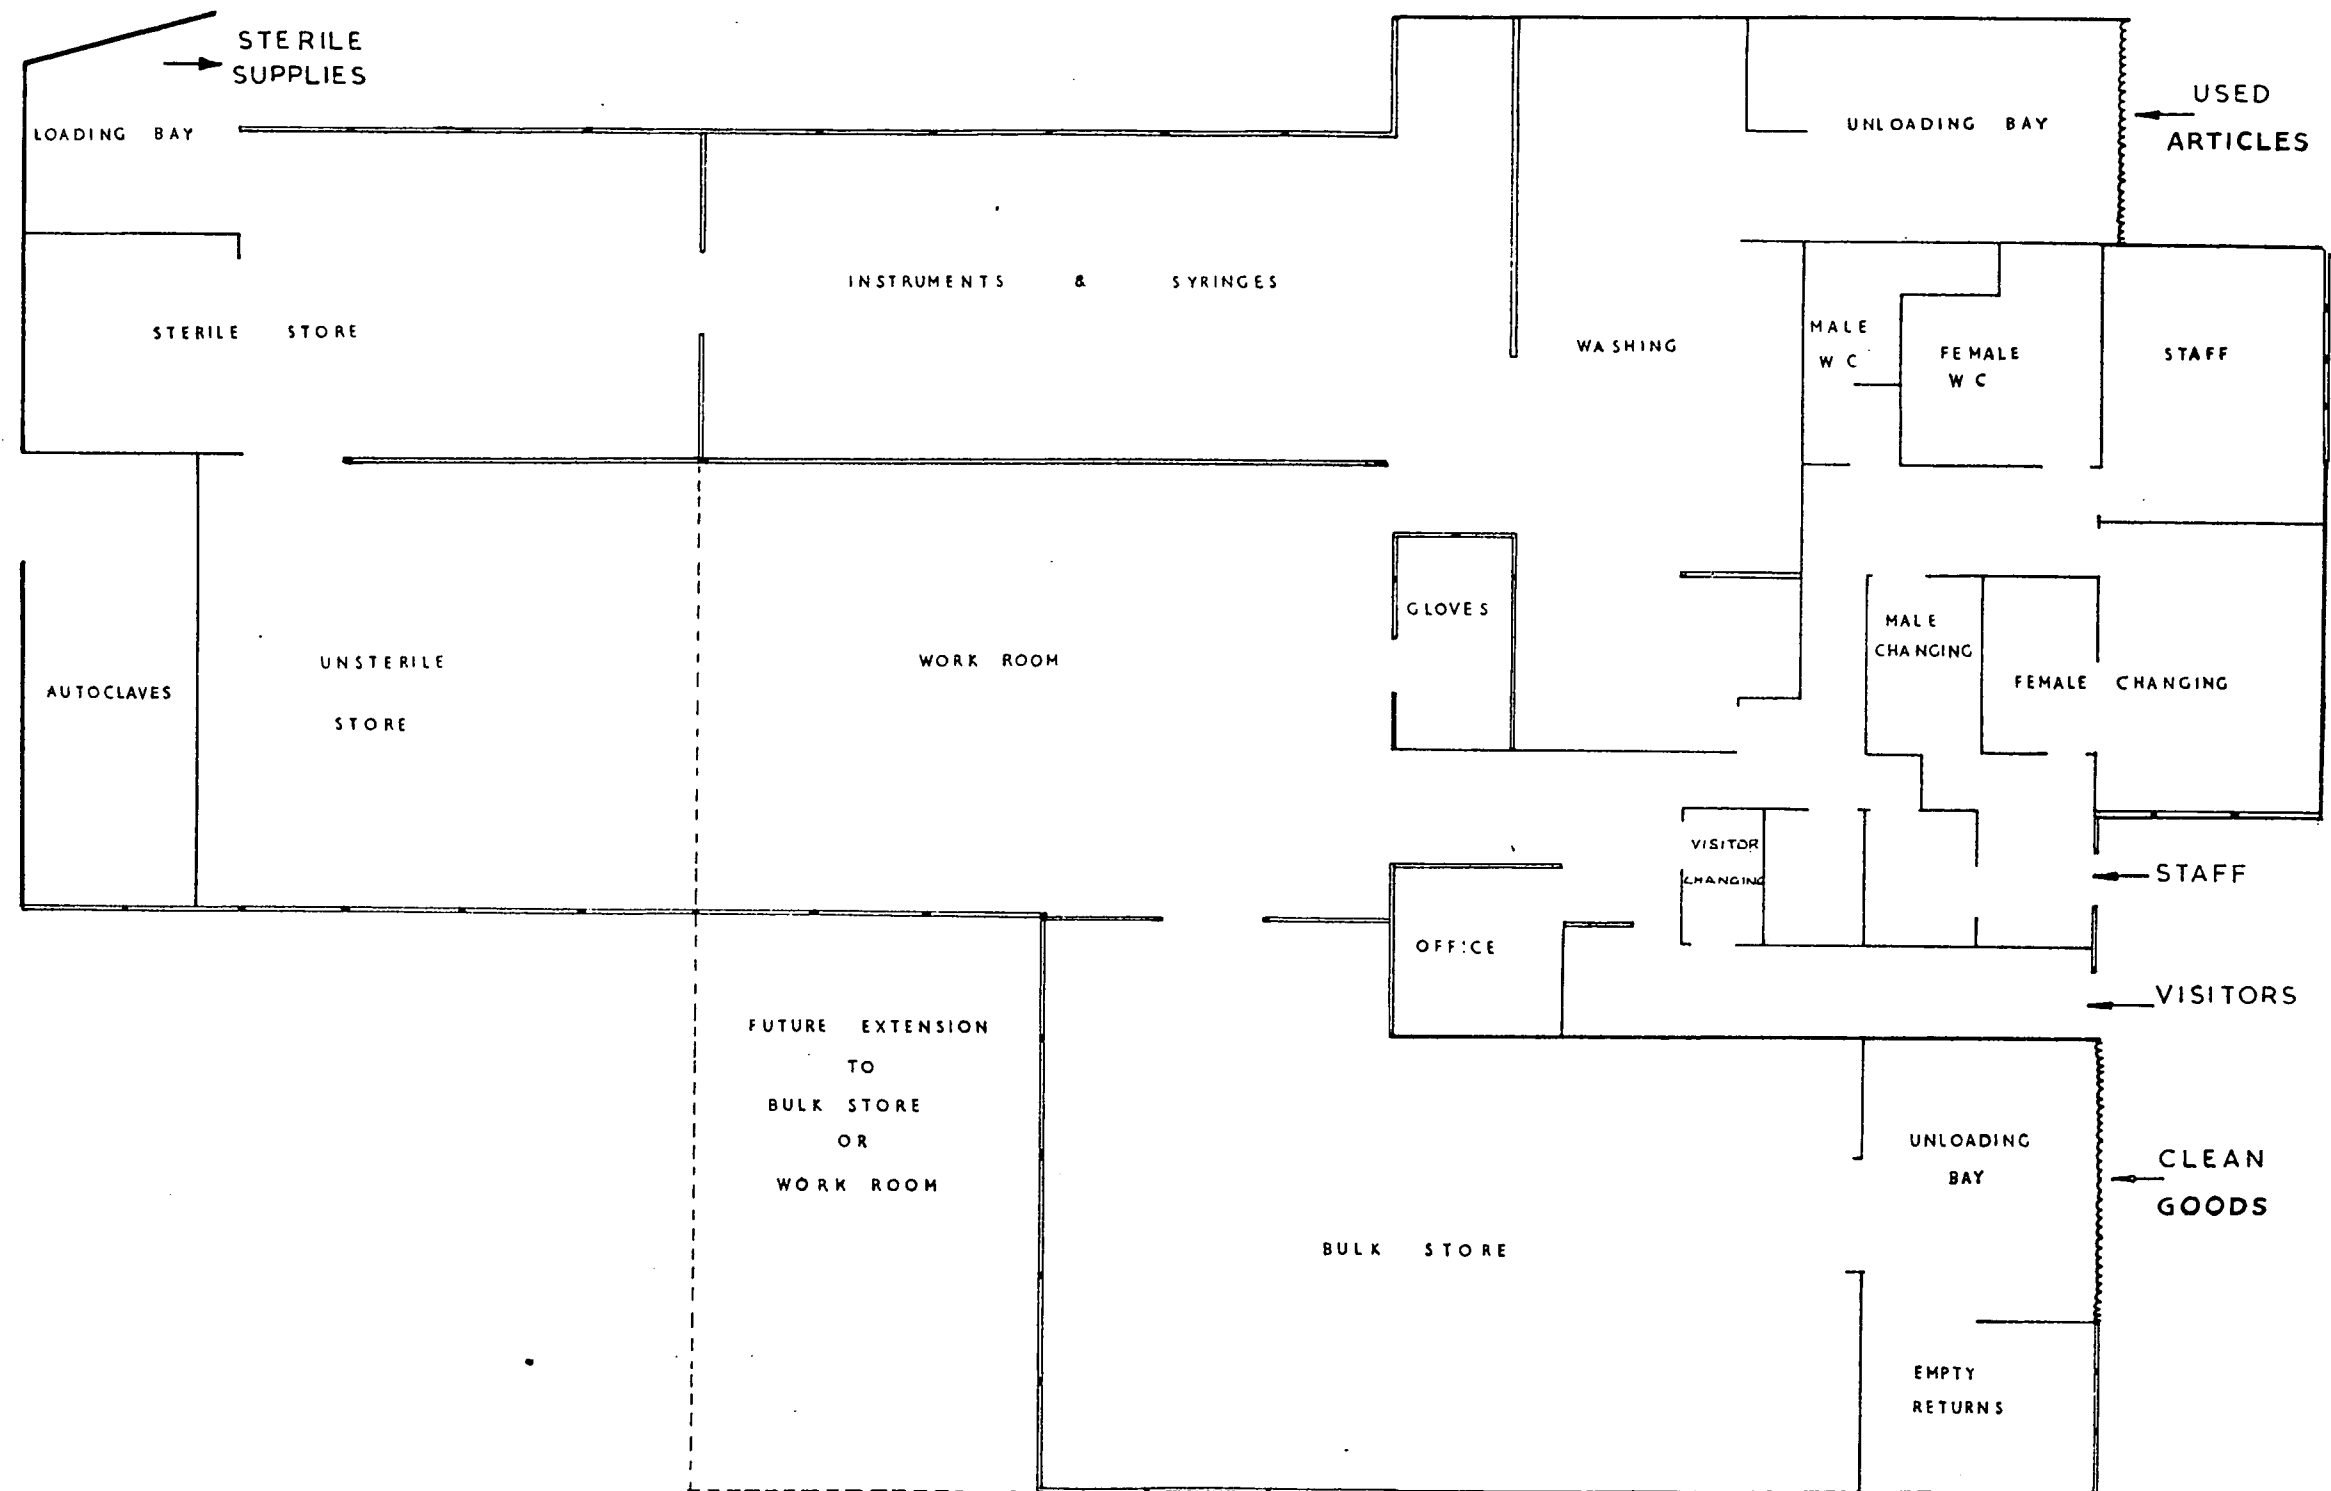 STERILE
SUPPLIES
LOADING BAY
UNLOADING BAY
USED
ARTICLES
INSTRUMENTS & SYRINGES
STERILE STORE
WASHING
MALE
WC
FEMALE
WC
STAFF
GLOVES
MALE
CHANGING
FEMALE CHANGING
UNSTERILE
STORE
WORK ROOM
AUTOCLAVES
VISITOR
CHANGING
STAFF
OFFICE
VISITORS
FUTURE EXTENSION
TO
BULK STORE
OR
WORK ROOM
UNLOADING
BAY
CLEAN
GOODS
BULK STORE
EMPTY
RETURNS